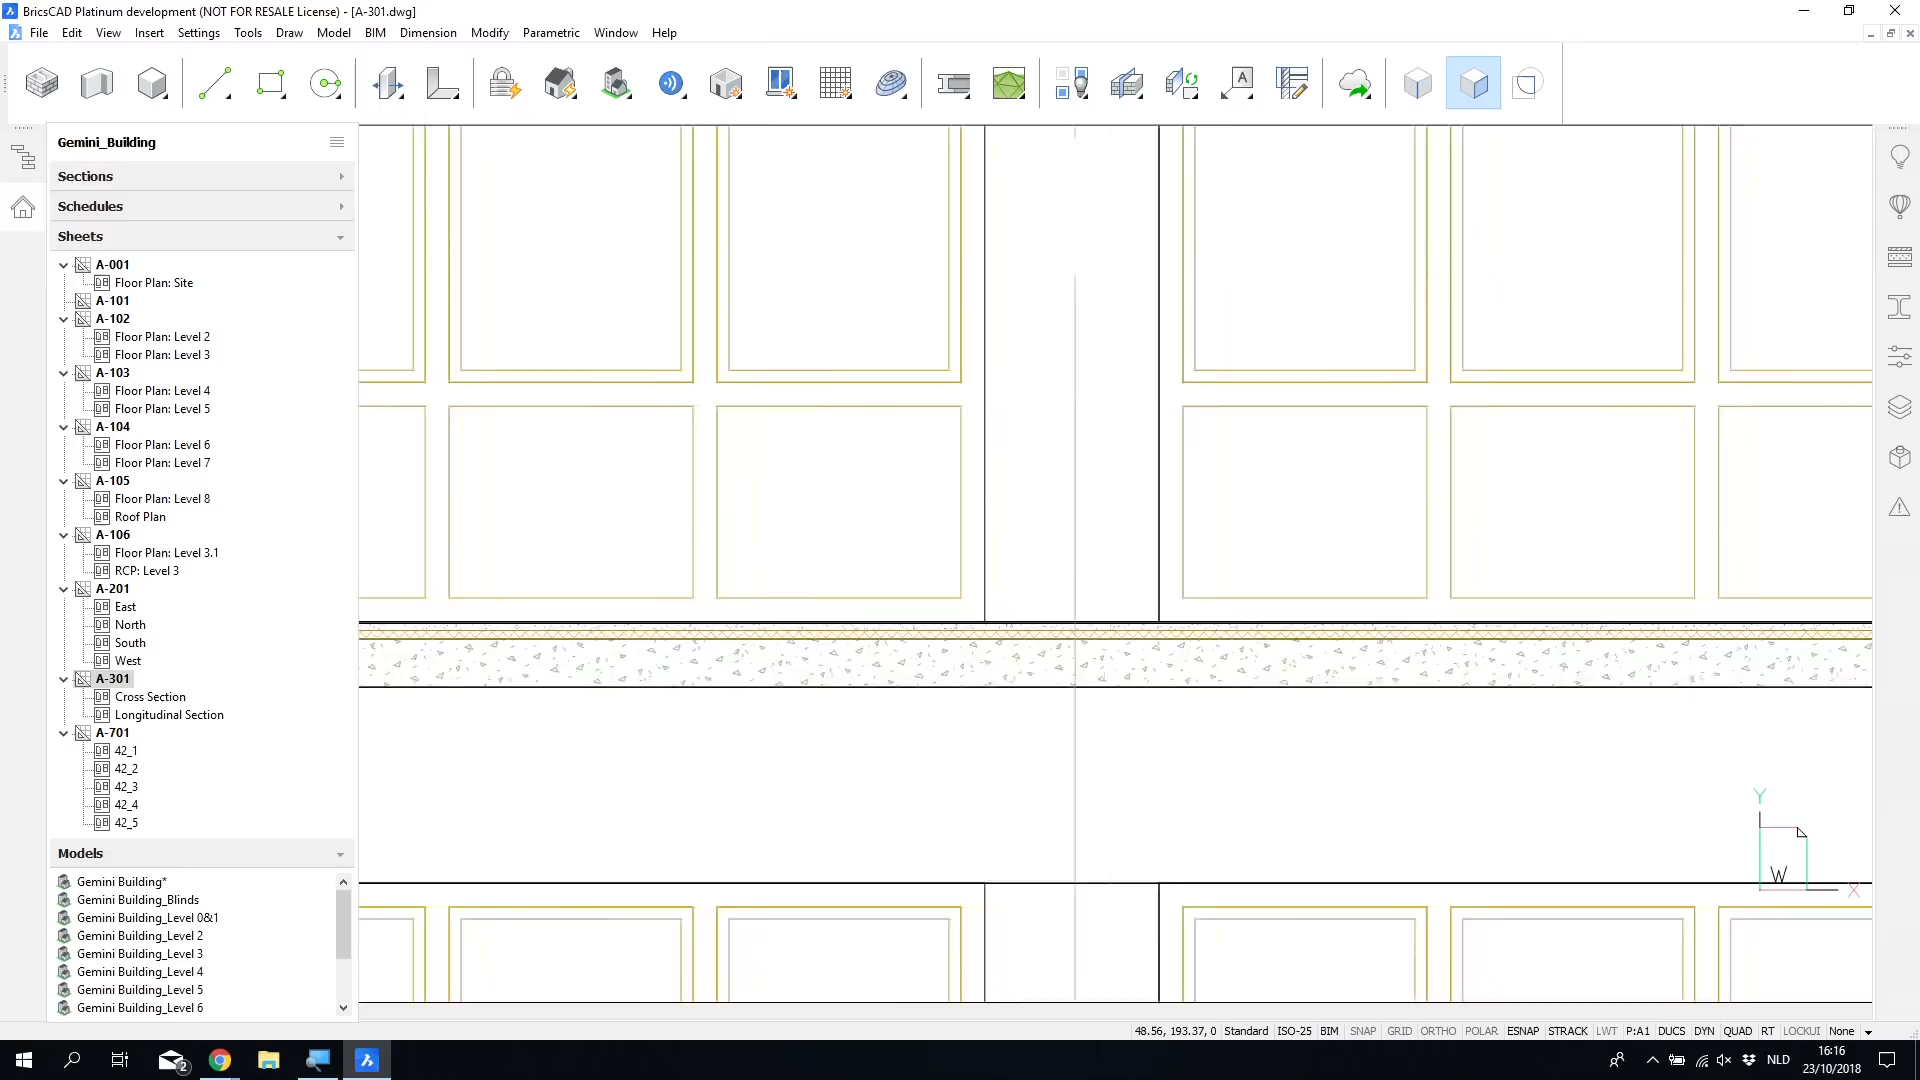 BricsCAD Platinum development (NOT FOR RESALE License) - [A-301.dwg]
File Edit View Insert Settings Tools Draw Model BIM Dimension Modify Parametric Window Help
A
Gemini_Building
Sections
Schedules
Sheets
A-001
Floor Plan: Site
A-101
A-102
Floor Plan: Level 2
Floor Plan: Level 3
A-103
Floor Plan: Level 4
Floor Plan: Level 5
A-104
Floor Plan: Level 6
Floor Plan: Level 7
A-105
Floor Plan: Level 8
Roof Plan
A-106
Floor Plan: Level 3.1
RCP: Level 3
A-201
East
North
South
West
A-301
Cross Section
Longitudinal Section
A-701
42_1
42_2
42_3
42_4
42_5
Models
Gemini Building*
Gemini Building_Blinds
Gemini Building_Level 0&1
Gemini Building_Level 2
Gemini Building_Level 3
Gemini Building_Level 4
Gemini Building_Level 5
Gemini Building_Level 6
Y
W
X
48.56, 193.37, 0 Standard ISO-25 BIM SNAP GRID ORTHO POLAR ESNAP STRACK LWT P:A1 DUCS DYN QUAD RT LOCKUI None
2
NLD
16:16
23/10/2018